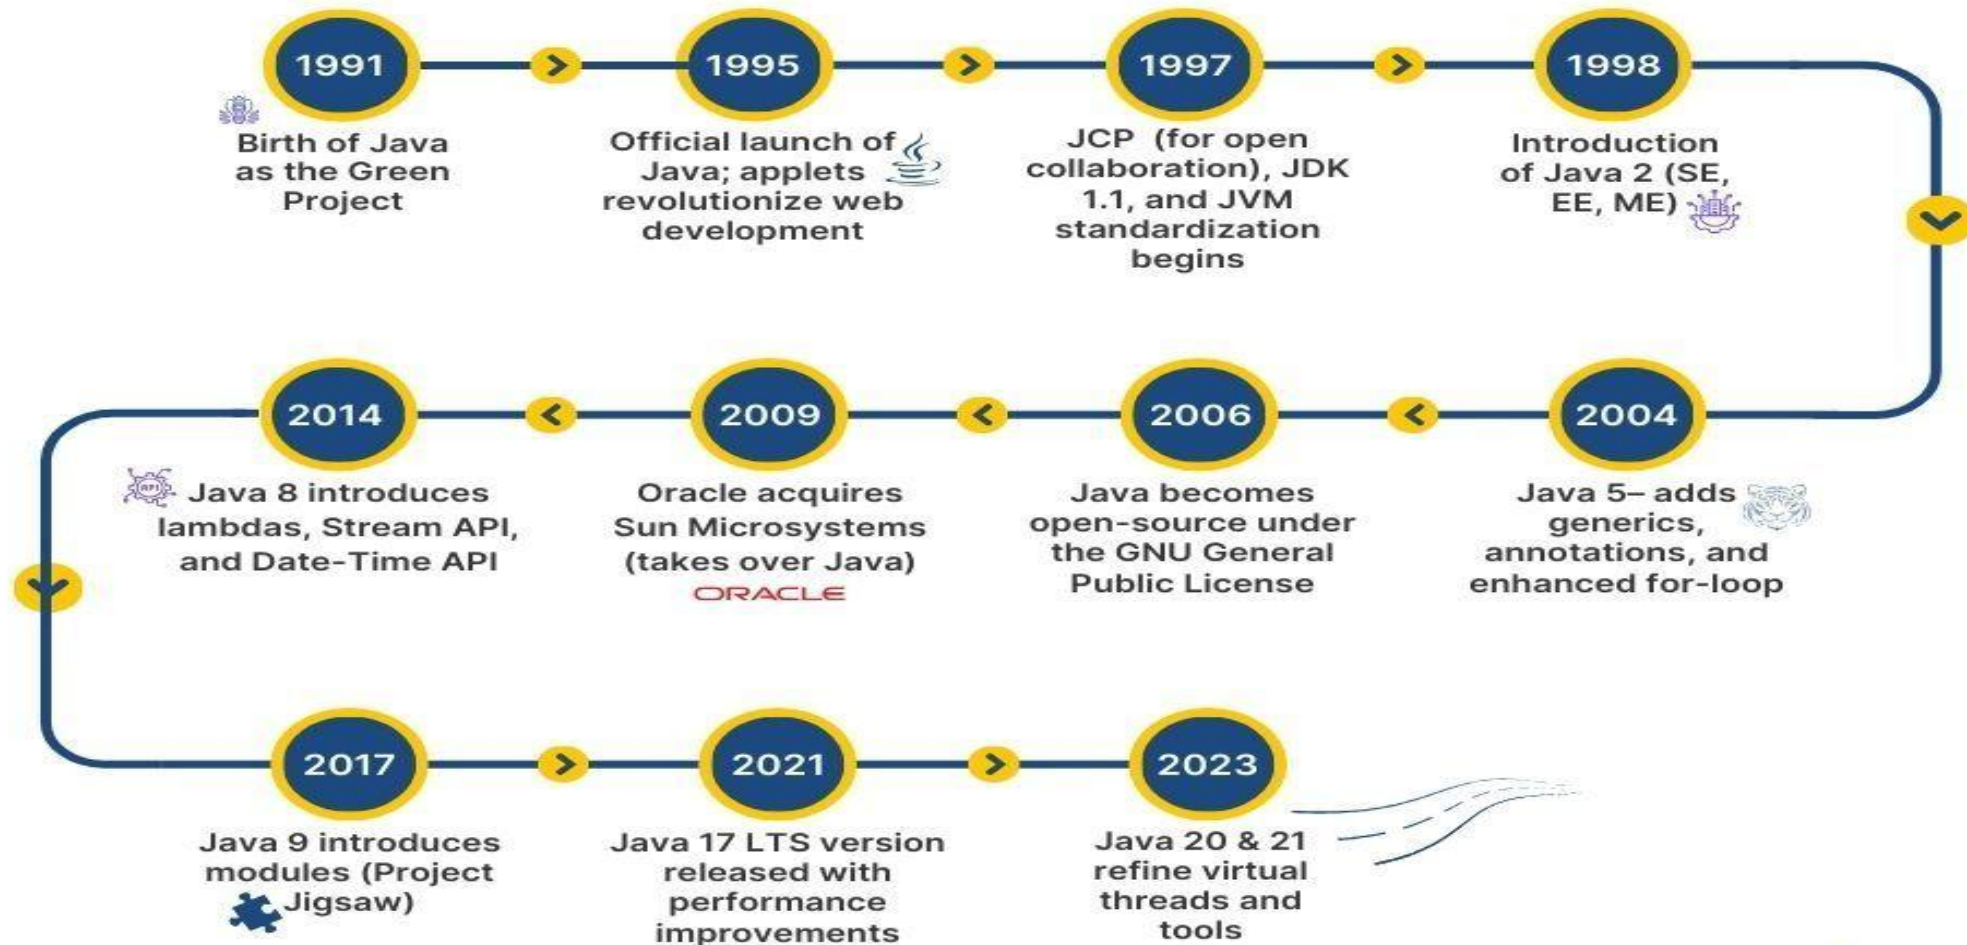 1991
Birth of Java
as the Green
Project
1995
Official launch of
Java; applets
revolutionize web
development
1997
JCP (for open
collaboration), JDK
1.1, and JVM
standardization
begins
1998
Introduction
of Java 2 (SE,
EE, ME)
2004
Java 5– adds
generics,
annotations, and
enhanced for-loop
2006
Java becomes
open-source under
the GNU General
Public License
2009
Oracle acquires
Sun Microsystems
(takes over Java)
ORACLE
2014
API
Java 8 introduces
lambdas, Stream API,
and Date-Time API
2017
Java 9 introduces
modules (Project
Jigsaw)
2021
Java 17 LTS version
released with
performance
improvements
2023
Java 20 & 21
refine virtual
threads and
tools